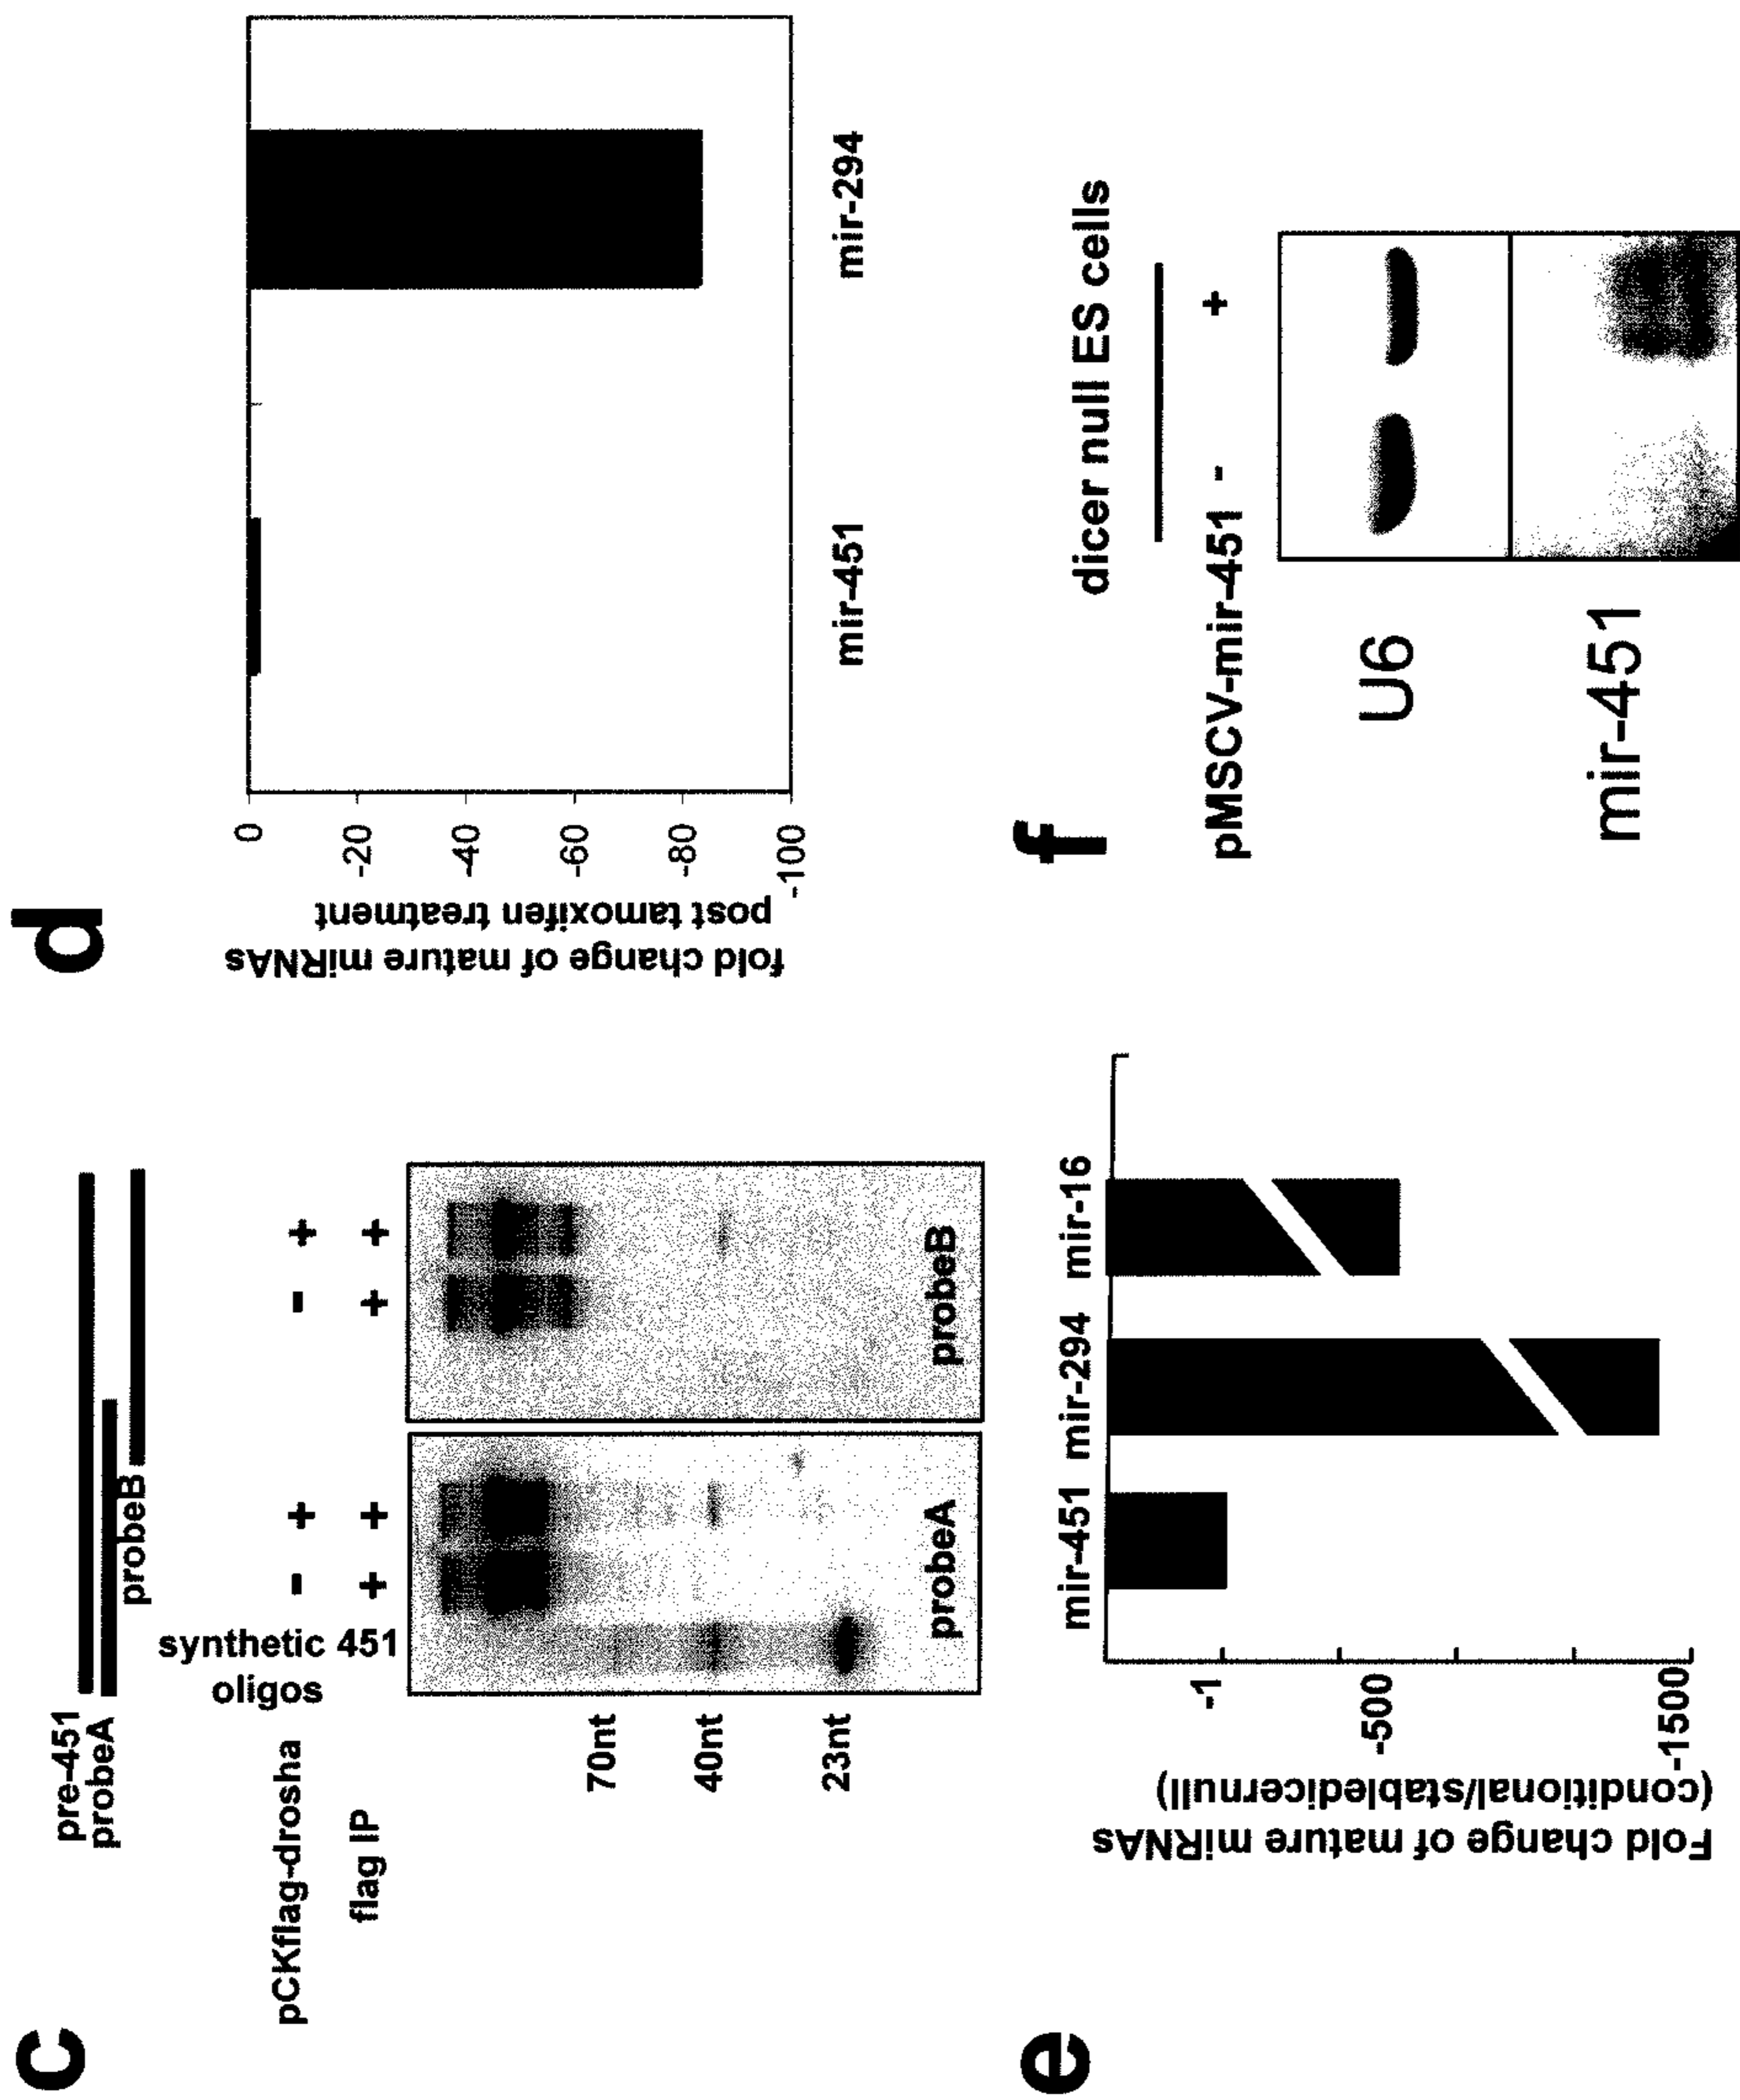 c
pre-451
probeA
probeB
pCKflag-drosha - + - +
flag IP + + + +
synthetic 451
oligos
70nt
40nt
23nt
probeA
probeB
d
fold change of mature miRNAs
post tamoxifen treatment
0
-20
-40
-60
-80
-100
mir-451
mir-294
e
Fold change of mature miRNAs
(conditional/stabledicernull)
-1
-500
-1500
mir-451
mir-294
mir-16
f
dicer null ES cells
pMSCV-mir-451 - +
U6
mir-451